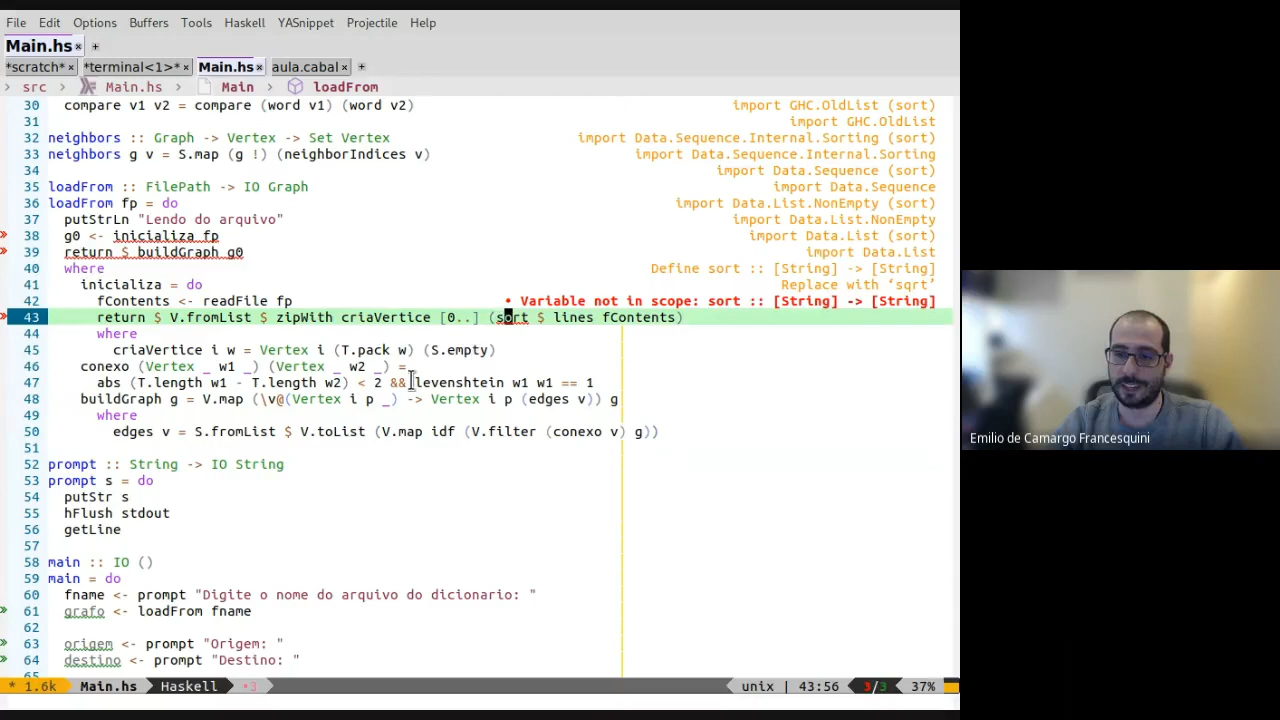 File Edit Options Buffers Tools Haskell YASnippet Projectile Help
Main.hs × +
*scratch* × *terminal<1>* × Main.hs × aula.cabal × +
> src > Main.hs > Main > loadFrom
30 compare v1 v2 = compare (word v1) (word v2) import GHC.OldList (sort)
31 import GHC.OldList
32 neighbors :: Graph -> Vertex -> Set Vertex import Data.Sequence.Internal.Sorting (sort)
33 neighbors g v = S.map (g !) (neighborIndices v) import Data.Sequence.Internal.Sorting
34 import Data.Sequence (sort)
35 loadFrom :: FilePath -> IO Graph import Data.Sequence
36 loadFrom fp = do import Data.List.NonEmpty (sort)
37 putStrLn "Lendo do arquivo" import Data.List.NonEmpty
38 g0 <- inicializa fp import Data.List (sort)
39 return $ buildGraph g0 import Data.List
40 where Define sort :: [String] -> [String]
41 inicializa = do Replace with ‘sqrt’
42 fContents <- readFile fp • Variable not in scope: sort :: [String] -> [String]
43 return $ V.fromList $ zipWith criaVertice [0..] (sort $ lines fContents)
44 where
45 criaVertice i w = Vertex i (T.pack w) (S.empty)
46 conexo (Vertex _ w1 _) (Vertex _ w2 _) =
47 abs (T.length w1 - T.length w2) < 2 && levenshtein w1 w1 == 1
48 buildGraph g = V.map (\v@(Vertex i p _) -> Vertex i p (edges v)) g
49 where
50 edges v = S.fromList $ V.toList (V.map idf (V.filter (conexo v) g))
51
52 prompt :: String -> IO String
53 prompt s = do
54 putStr s
55 hFlush stdout
56 getLine
57
58 main :: IO ()
59 main = do
60 fname <- prompt "Digite o nome do arquivo do dicionario: "
61 grafo <- loadFrom fname
62
63 origem <- prompt "Origem: "
64 destino <- prompt "Destino: "
65
* 1.6k Main.hs Haskell •3 unix | 43:56 3/3 37%
Emilio de Camargo Francesquini